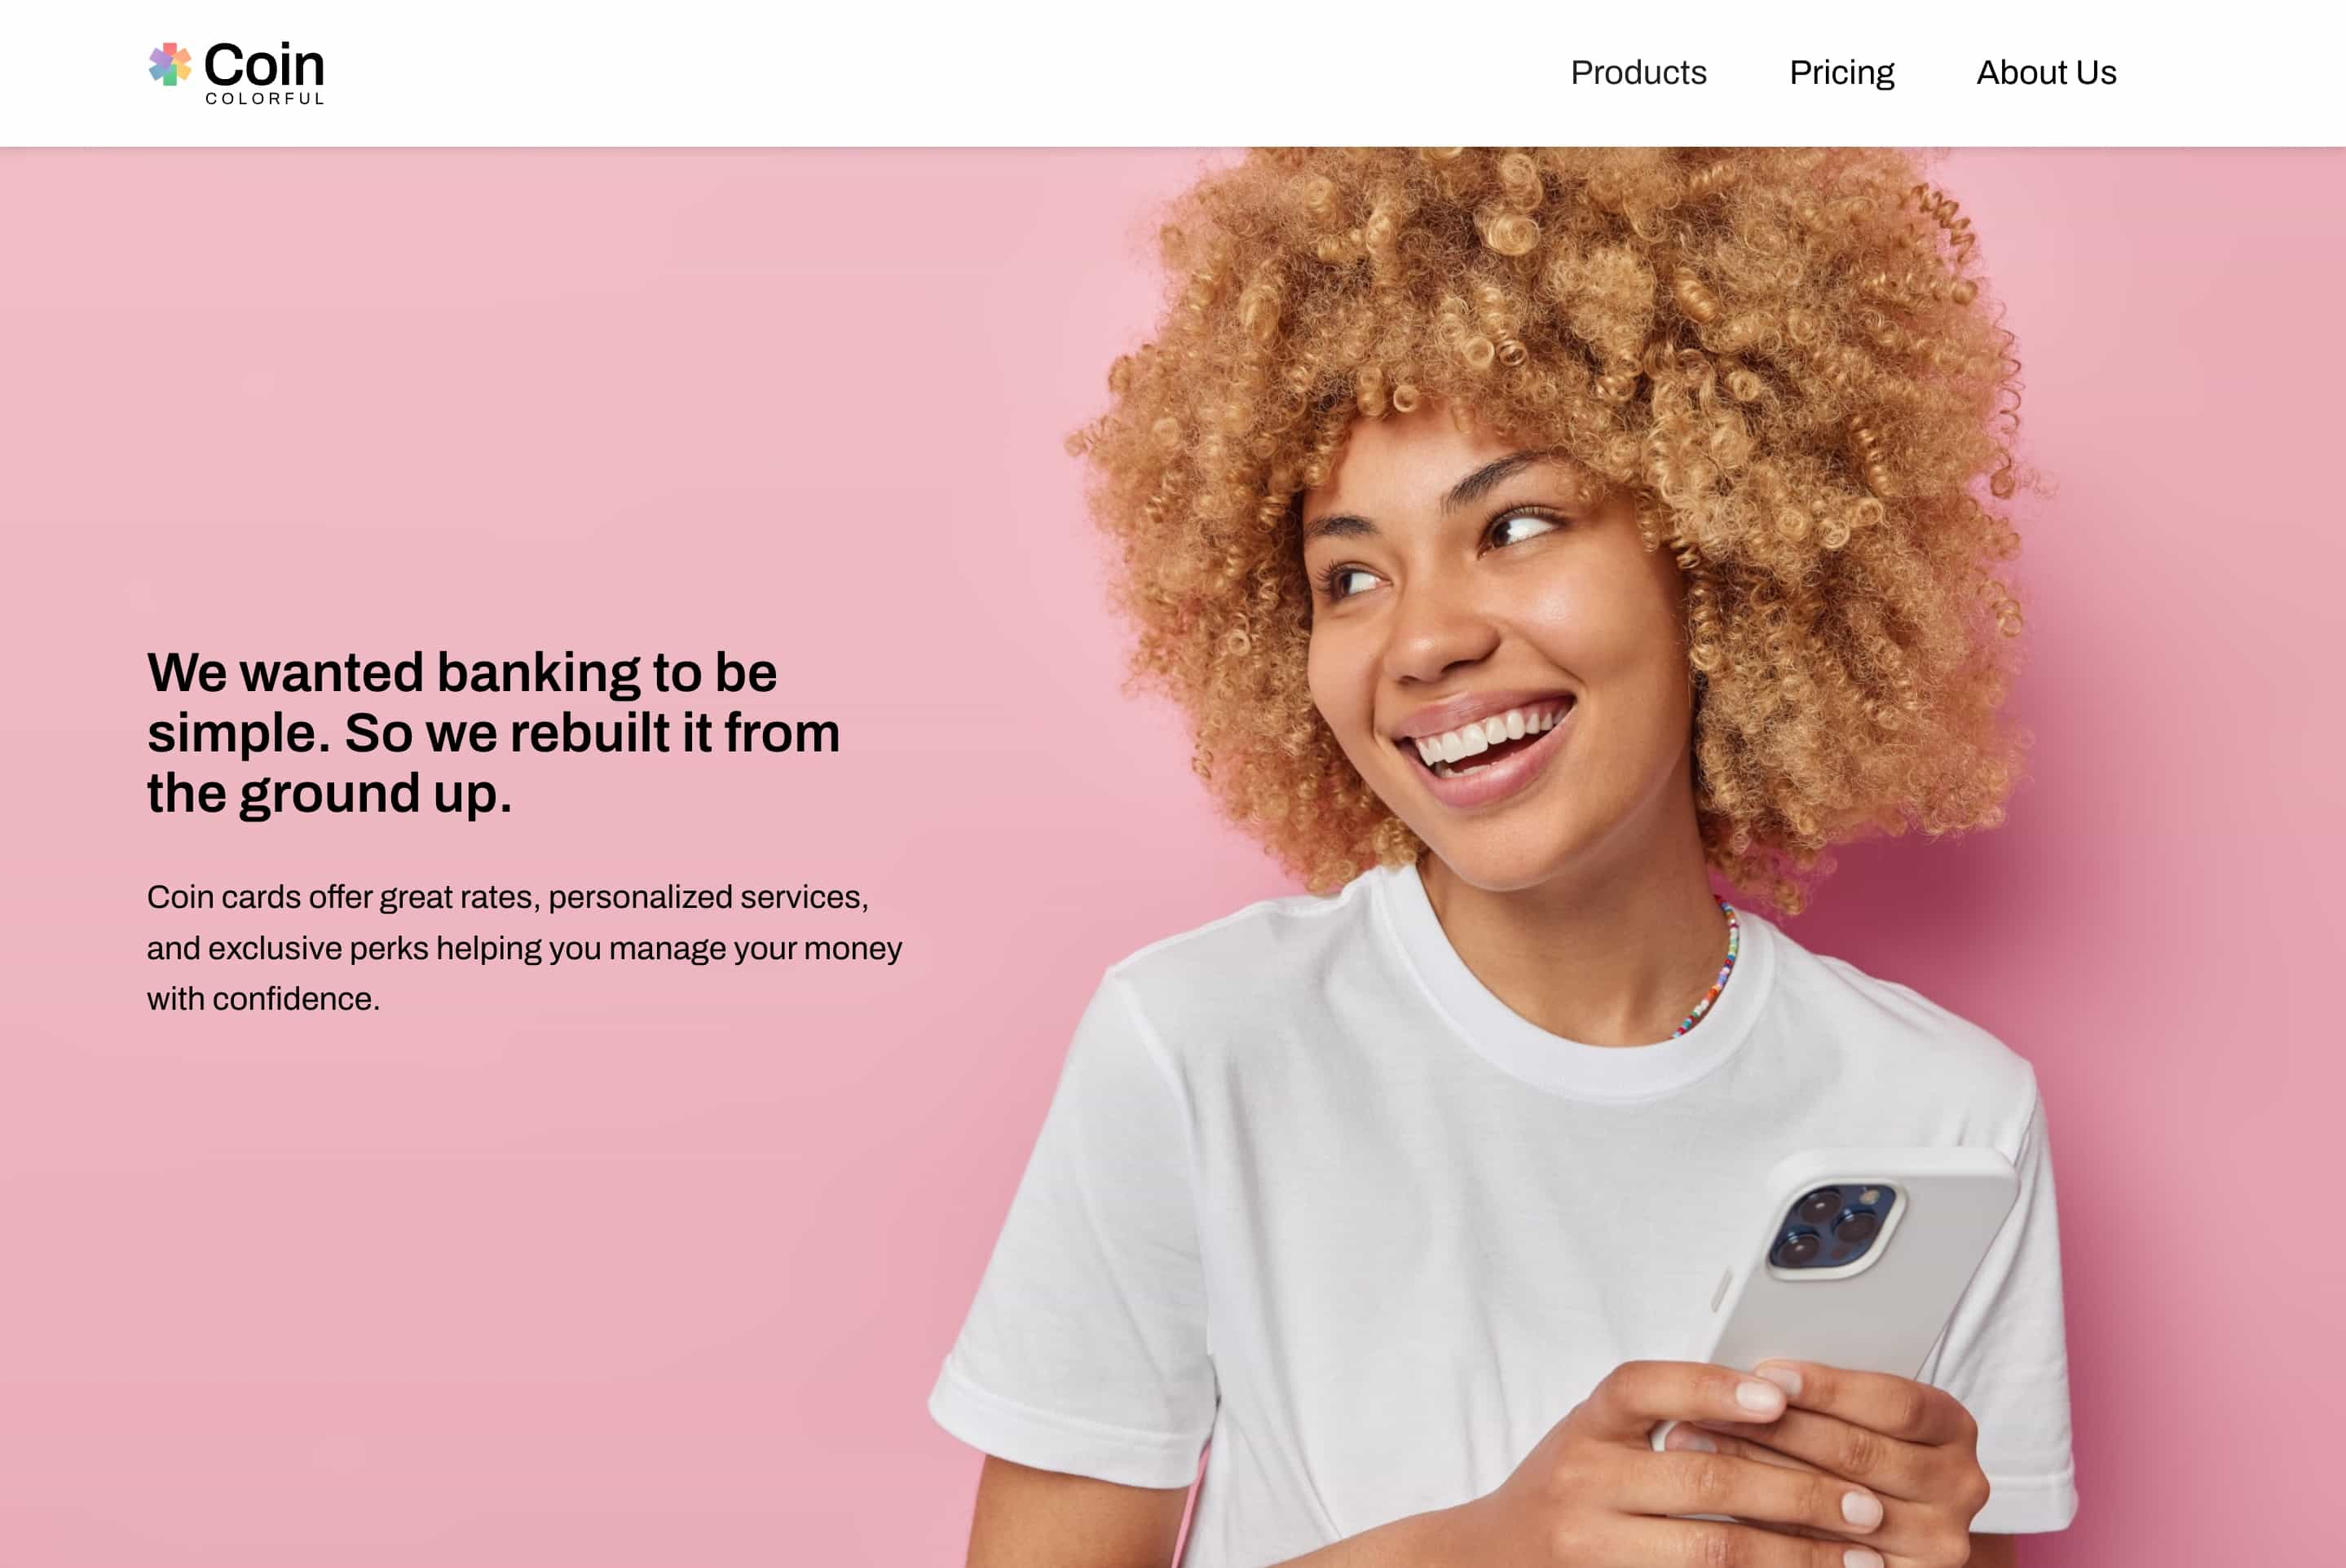 Coin
COLORFUL
Products
Pricing
About Us
We wanted banking to be
simple. So we rebuilt it from
the ground up.
Coin cards offer great rates, personalized services,
and exclusive perks helping you manage your money
with confidence.